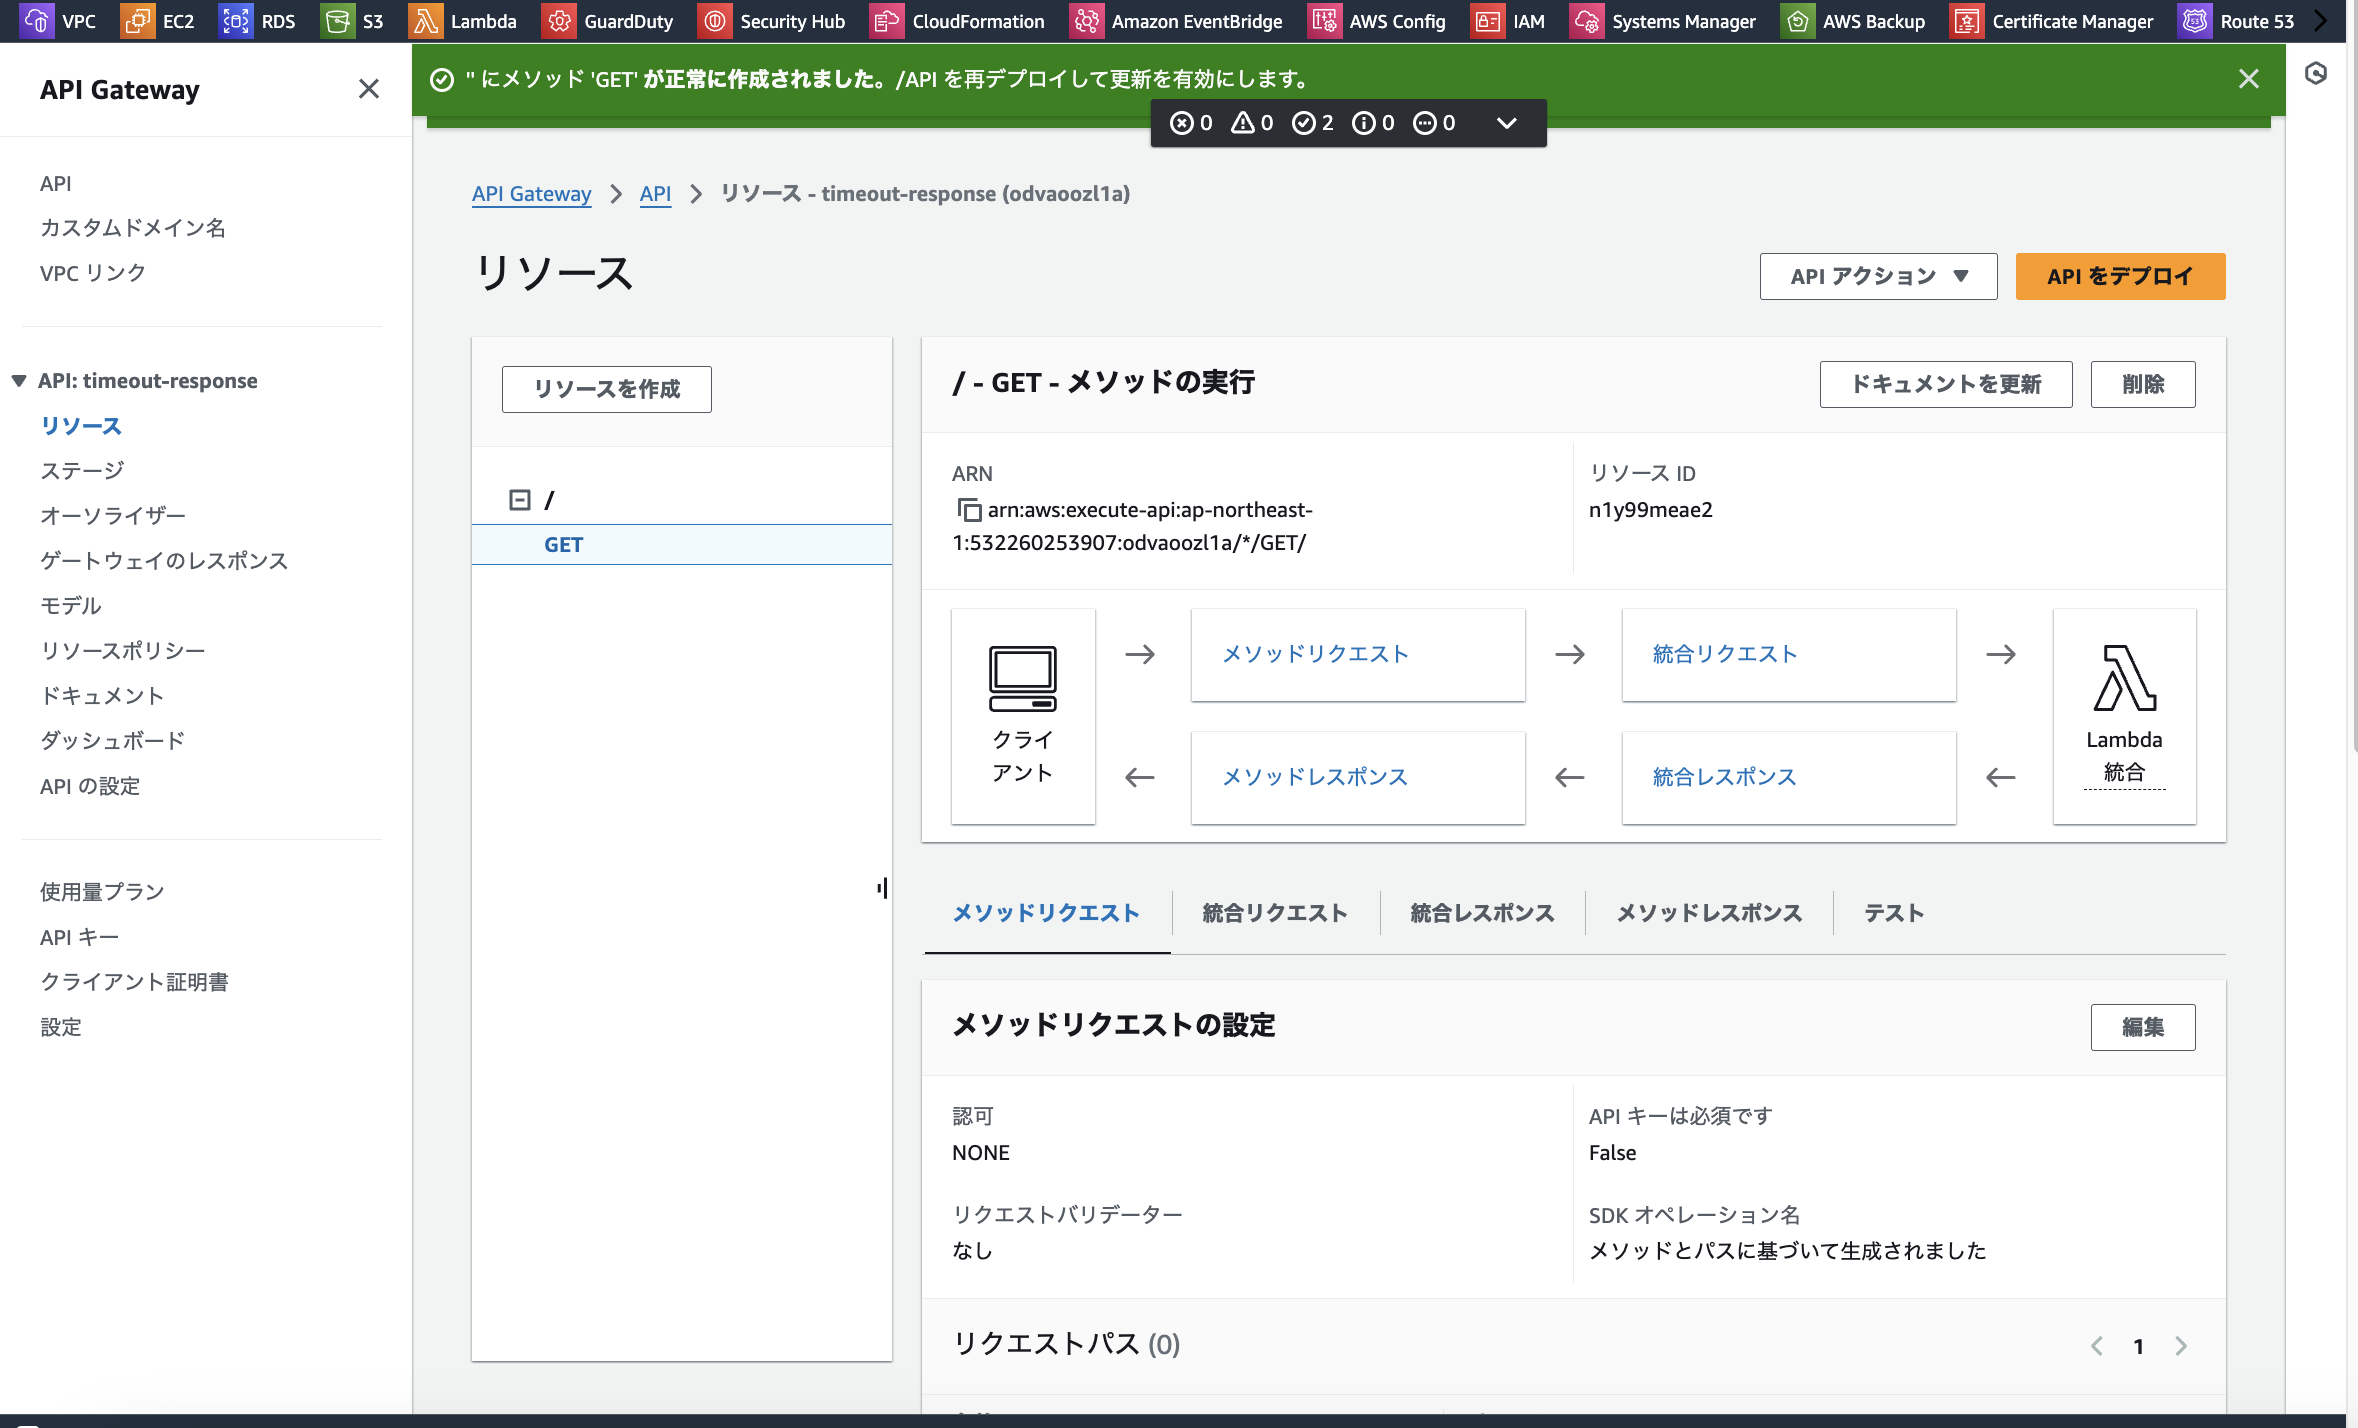 VPC EC2 RDS S3 Lambda GuardDuty Security Hub CloudFormation Amazon EventBridge AWS Config IAM Systems Manager AWS Backup Certificate Manager Route 53
API Gateway
'' にメソッド 'GET' が正常に作成されました。/API を再デプロイして更新を有効にします。
0 0 2 0 0
API
カスタムドメイン名
VPC リンク
API: timeout-response
リソース
ステージ
オーソライザー
ゲートウェイのレスポンス
モデル
リソースポリシー
ドキュメント
ダッシュボード
API の設定
使用量プラン
API キー
クライアント証明書
設定
API Gateway > API > リソース - timeout-response (odvaoozl1a)
リソース
API アクション ▼ API をデプロイ
リソースを作成
/
GET
/ - GET - メソッドの実行
ドキュメントを更新 削除
ARN
arn:aws:execute-api:ap-northeast-
1:532260253907:odvaoozl1a/*/GET/
リソース ID
n1y99meae2
クライ
アント
メソッドリクエスト
統合リクエスト
メソッドレスポンス
統合レスポンス
Lambda
統合
メソッドリクエスト 統合リクエスト 統合レスポンス メソッドレスポンス テスト
メソッドリクエストの設定
編集
認可
NONE
API キーは必須です
False
リクエストバリデーター
なし
SDK オペレーション名
メソッドとパスに基づいて生成されました
リクエストパス (0)
< 1 >